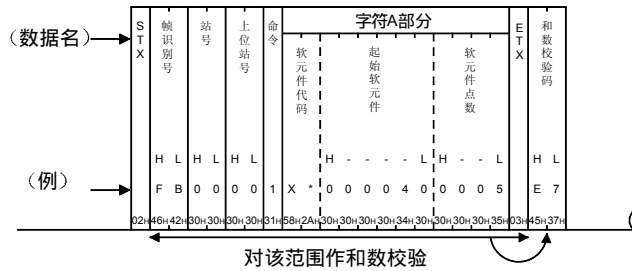 字符A部分
（数据名）
STX
帧识别号
站号
上位站号
命令
软元件代码
起始软元件
软元件点数
ETX
和数校验码
H L H L H L H - - - - L H - - L H L
（例）
F B 0 0 0 0 1 X * 0 0 0 0 4 0 0 0 0 5 E 7
02H 46H 42H 30H 30H 30H 30H 31H 58H 2AH 30H 30H 30H 30H 34H 30H 30H 30H 30H 35H 03H 45H 37H
对该范围作和数校验